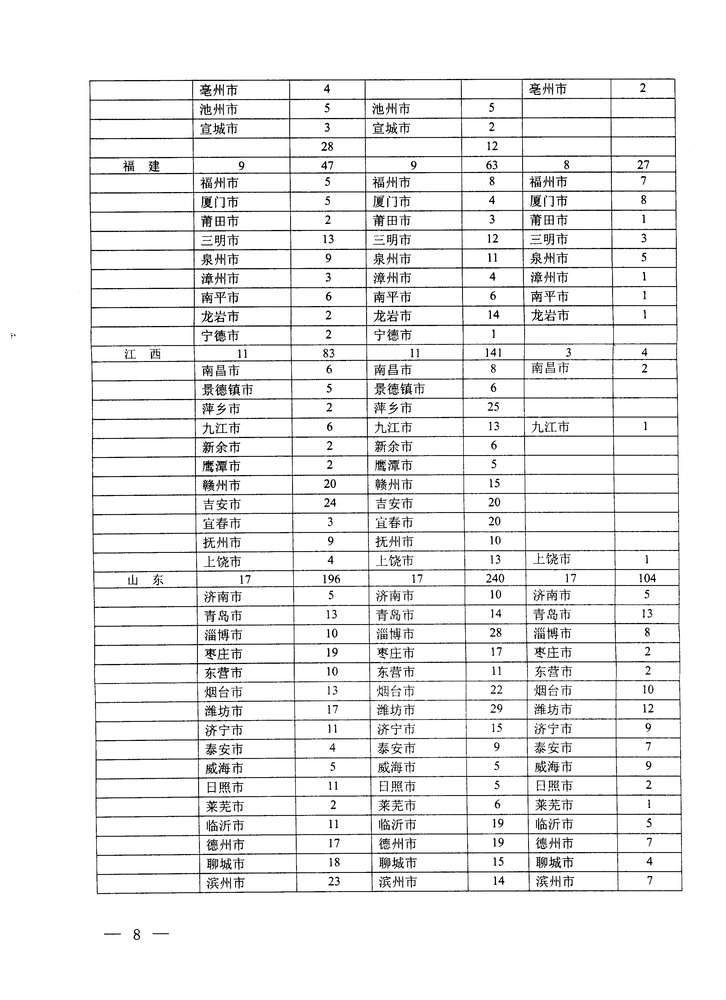 亳州市 4 亳州市 2
池州市 5 池州市 5
宣城市 3 宣城市 2
28 12
福 建 9 47 9 63 8 27
福州市 5 福州市 8 福州市 7
厦门市 5 厦门市 4 厦门市 8
莆田市 2 莆田市 3 莆田市 1
三明市 13 三明市 12 三明市 3
泉州市 9 泉州市 11 泉州市 5
漳州市 3 漳州市 4 漳州市 1
南平市 6 南平市 6 南平市 1
龙岩市 2 龙岩市 14 龙岩市 1
宁德市 2 宁德市 1
江 西 11 83 11 141 3 4
南昌市 6 南昌市 8 南昌市 2
景德镇市 5 景德镇市 6
萍乡市 2 萍乡市 25
九江市 6 九江市 13 九江市 1
新余市 2 新余市 6
鹰潭市 2 鹰潭市 5
赣州市 20 赣州市 15
吉安市 24 吉安市 20
宜春市 3 宜春市 20
抚州市 9 抚州市 10
上饶市 4 上饶市 13 上饶市 1
山 东 17 196 17 240 17 104
济南市 5 济南市 10 济南市 5
青岛市 13 青岛市 14 青岛市 13
淄博市 10 淄博市 28 淄博市 8
枣庄市 19 枣庄市 17 枣庄市 2
东营市 10 东营市 11 东营市 2
烟台市 13 烟台市 22 烟台市 10
潍坊市 17 潍坊市 29 潍坊市 12
济宁市 11 济宁市 15 济宁市 9
泰安市 4 泰安市 9 泰安市 7
威海市 5 威海市 5 威海市 9
日照市 11 日照市 5 日照市 2
莱芜市 2 莱芜市 6 莱芜市 1
临沂市 11 临沂市 19 临沂市 5
德州市 17 德州市 19 德州市 7
聊城市 18 聊城市 15 聊城市 4
滨州市 23 滨州市 14 滨州市 7
— 8 —